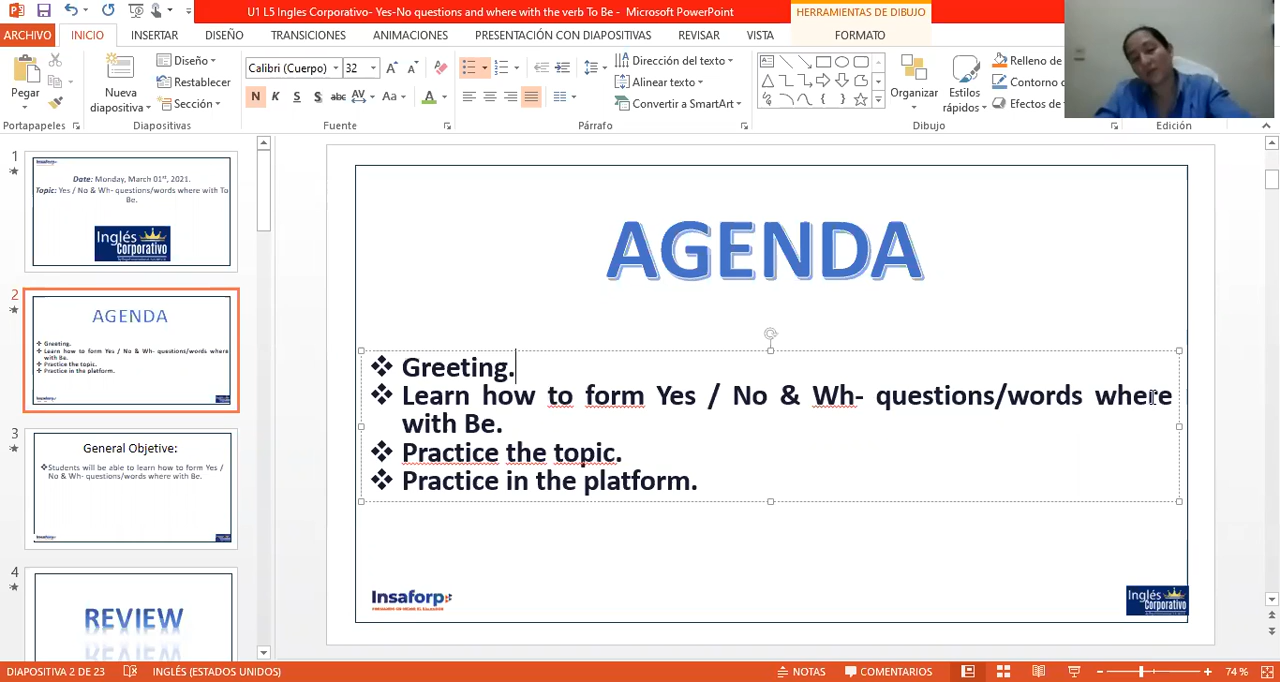 U1 L5 Ingles Corporativo- Yes-No questions and where with the verb To Be - Microsoft PowerPoint
HERRAMIENTAS DE DIBUJO
ARCHIVO INICIO INSERTAR DISEÑO TRANSICIONES ANIMACIONES PRESENTACIÓN CON DIAPOSITIVAS REVISAR VISTA FORMATO
Pegar
Nueva
diapositiva
Diseño
Restablecer
Sección
Calibri (Cuerpo) 32
N K S S abc AV Aa A
Dirección del texto
Alinear texto
Convertir a SmartArt
Organizar
Estilos
rápidos
Relleno de
Contorno
Efectos de
Portapapeles Diapositivas Fuente Párrafo Dibujo Edición
1
Date: Monday, March 01st, 2021.
Topic: Yes / No & Wh- questions/words where with To
Be.
Inglés
Corporativo
2
AGENDA
Greeting.
Learn how to form Yes / No & Wh- questions/words where
with Be.
Practice the topic.
Practice in the platform.
3
General Objetive:
Students will be able to learn how to form Yes /
No & Wh- questions/words where with Be.
4
REVIEW
AGENDA
❖ Greeting.
❖ Learn how to form Yes / No & Wh- questions/words where
with Be.
❖ Practice the topic.
❖ Practice in the platform.
Insaforp
Inglés
Corporativo
DIAPOSITIVA 2 DE 23 INGLÉS (ESTADOS UNIDOS) NOTAS COMENTARIOS 74 %